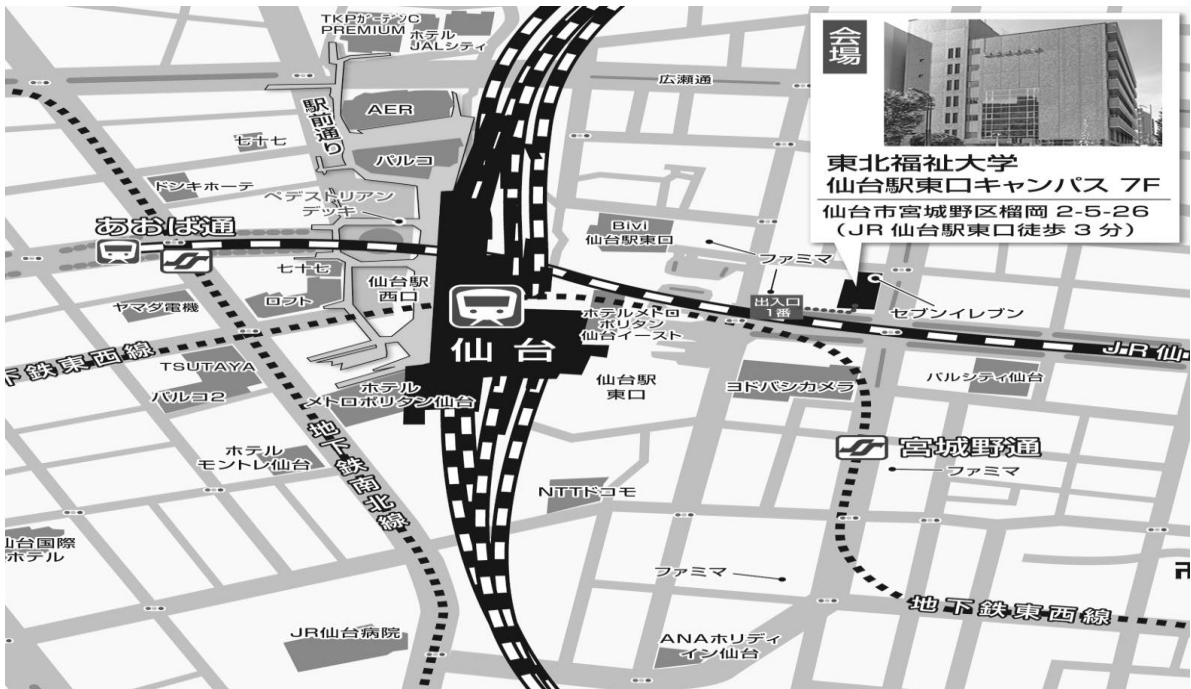 TKPガーデンC
PREMIUM
ホテル
JALシティ
広瀬通
会場
東北福祉大学
仙台駅東口キャンパス 7F
仙台市宮城野区榴岡 2-5-26
(JR 仙台駅東口徒歩 3 分)
駅前通り
AER
七十七
パルコ
ドンキホーテ
ペデストリアン
デッキ
BiVi
仙台駅東口
ファミマ
あおば通
七十七
仙台駅
西口
ヤマダ電機
ロフト
出入口
1番
セブンイレブン
ホテルメトロ
ポリタン
仙台イースト
仙台
JR仙
下鉄東西線
TSUTAYA
パルコ2
ホテル
メトロポリタン仙台
仙台駅
東口
ヨドバシカメラ
パルシティ仙台
地下鉄南北線
ホテル
モントレ仙台
宮城野通
ファミマ
NTTドコモ
仙台国際
ホテル
ファミマ
地下鉄東西線
JR仙台病院
ANAホリディ
イン仙台